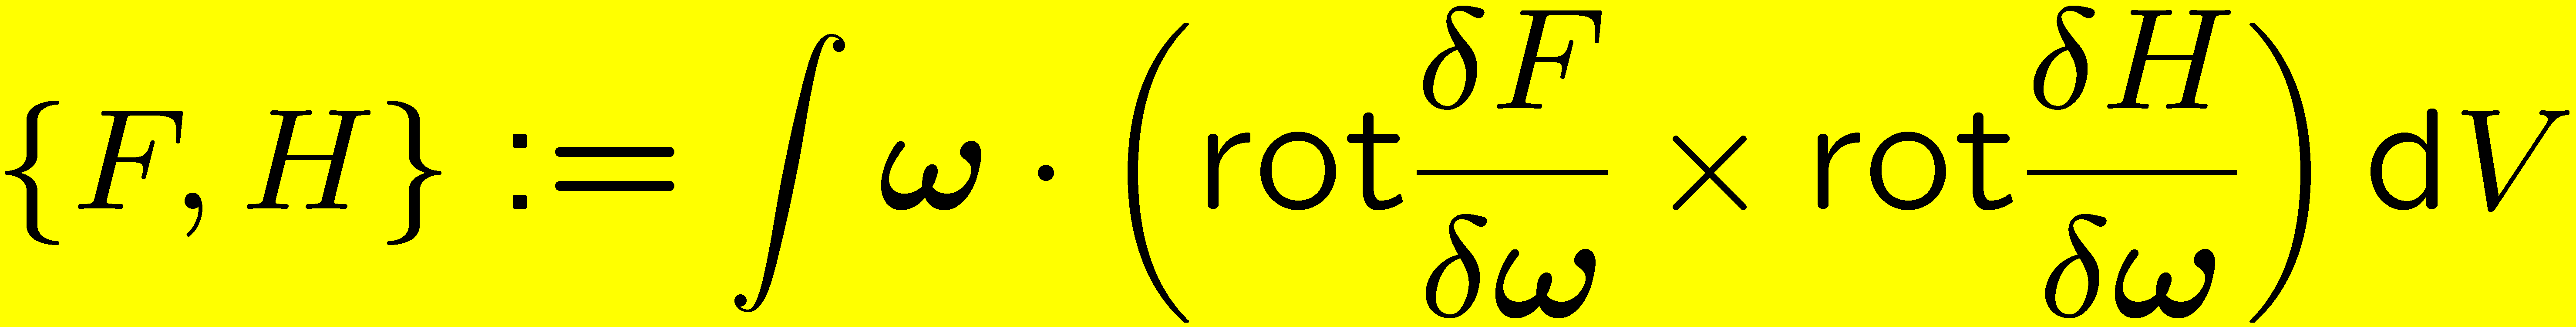 {F, H} := ∫ 𝝎 · (rot δF/δ𝝎 × rot δH/δ𝝎) dV